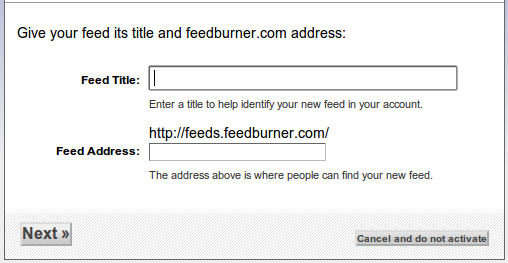 Give your feed its title and feedburner.com address:
Feed Title:
Enter a title to help identify your new feed in your account.
http://feeds.feedburner.com/
Feed Address:
The address above is where people can find your new feed.
Next »
Cancel and do not activate